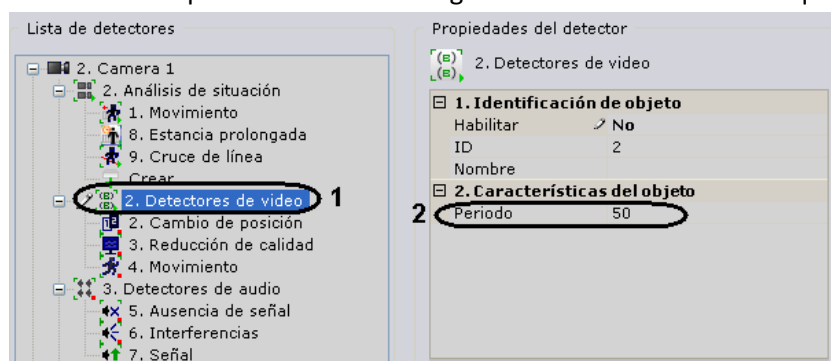 Lista de detectores
2. Camera 1
2. Análisis de situación
1. Movimiento
8. Estancia prolongada
9. Cruce de línea
Crear
2. Detectores de video 1
2. Cambio de posición
3. Reducción de calidad
4. Movimiento
3. Detectores de audio
5. Ausencia de señal
6. Interferencias
7. Señal
Propiedades del detector
2. Detectores de video
1. Identificación de objeto
Habilitar No
ID 2
Nombre
2. Características del objeto
2 Periodo 50